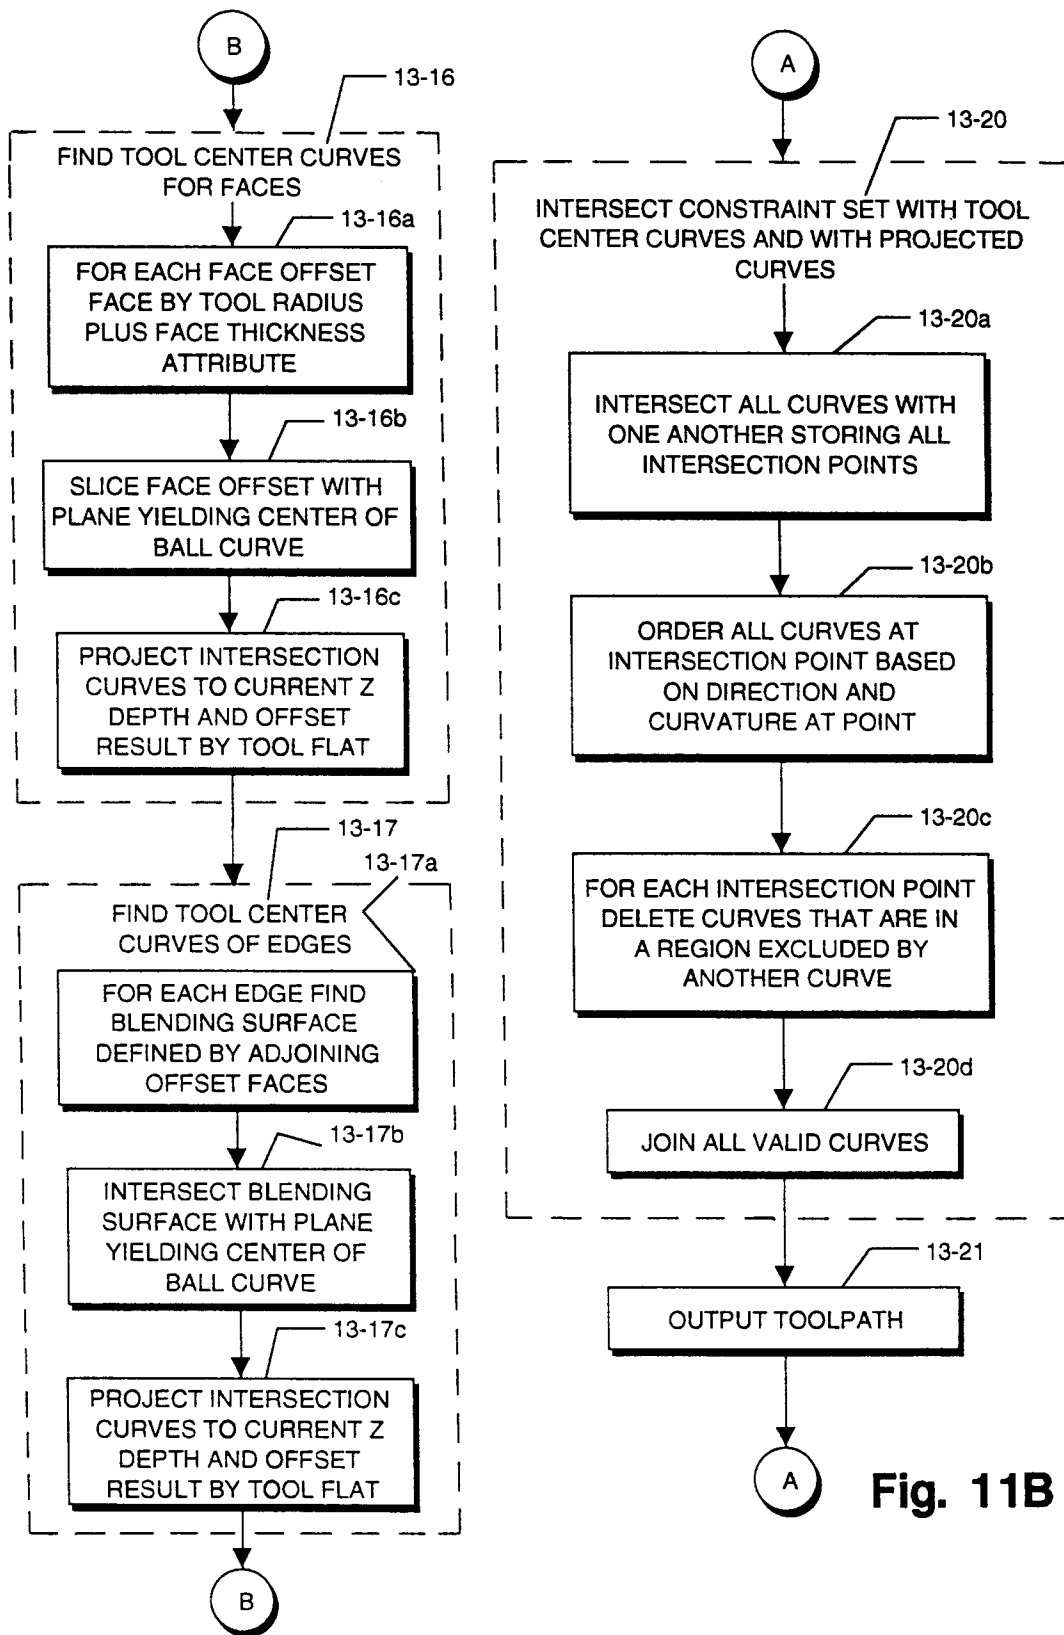 B
13-16
FIND TOOL CENTER CURVES
FOR FACES
13-16a
FOR EACH FACE OFFSET
FACE BY TOOL RADIUS
PLUS FACE THICKNESS
ATTRIBUTE
13-16b
SLICE FACE OFFSET WITH
PLANE YIELDING CENTER OF
BALL CURVE
13-16c
PROJECT INTERSECTION
CURVES TO CURRENT Z
DEPTH AND OFFSET
RESULT BY TOOL FLAT
13-17
13-17a
FIND TOOL CENTER
CURVES OF EDGES
FOR EACH EDGE FIND
BLENDING SURFACE
DEFINED BY ADJOINING
OFFSET FACES
13-17b
INTERSECT BLENDING
SURFACE WITH PLANE
YIELDING CENTER OF
BALL CURVE
13-17c
PROJECT INTERSECTION
CURVES TO CURRENT Z
DEPTH AND OFFSET
RESULT BY TOOL FLAT
B
A
13-20
INTERSECT CONSTRAINT SET WITH TOOL
CENTER CURVES AND WITH PROJECTED
CURVES
13-20a
INTERSECT ALL CURVES WITH
ONE ANOTHER STORING ALL
INTERSECTION POINTS
13-20b
ORDER ALL CURVES AT
INTERSECTION POINT BASED
ON DIRECTION AND
CURVATURE AT POINT
13-20c
FOR EACH INTERSECTION POINT
DELETE CURVES THAT ARE IN
A REGION EXCLUDED BY
ANOTHER CURVE
13-20d
JOIN ALL VALID CURVES
13-21
OUTPUT TOOLPATH
A
Fig. 11B